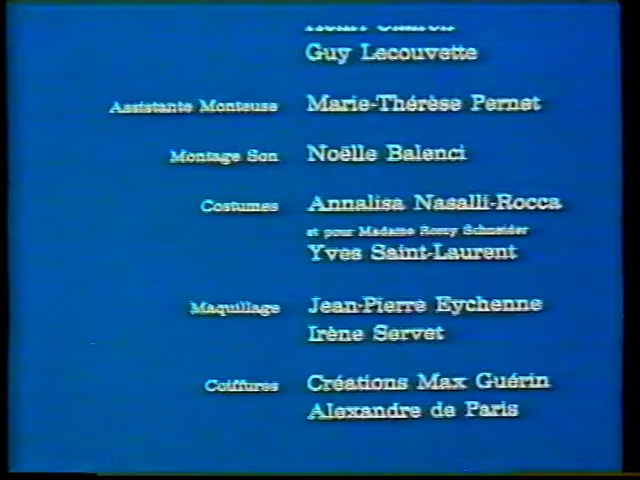 Guy Lecouvette
Assistante Monteuse Marie-Thérèse Pernet
Montage Son Noëlle Balenci
Costumes Annalisa Nasalli-Rocca
et pour Madame Romy Schneider
Yves Saint-Laurent
Maquillage Jean-Pierre Eychenne
Irène Servet
Coiffures Créations Max Guérin
Alexandre de Paris